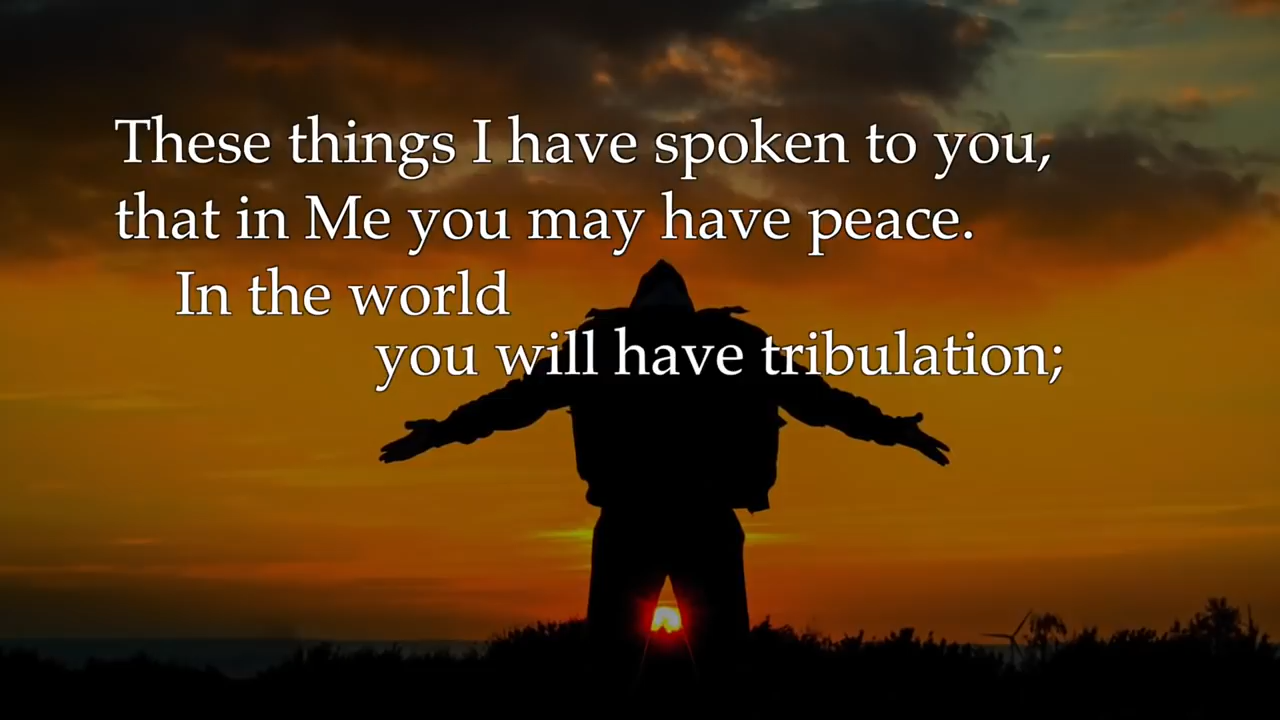 These things I have spoken to you,
that in Me you may have peace.
In the world
you will have tribulation;